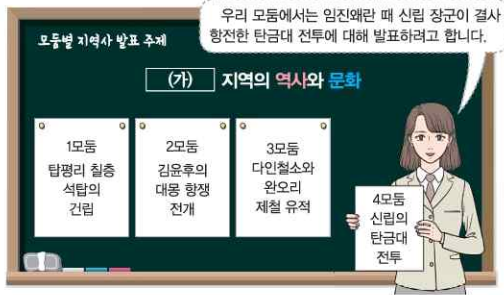 우리 모둠에서는 임진왜란 때 신립 장군이 결사
항전한 탄금대 전투에 대해 발표하려고 합니다.
모둠별 지역사 발표 주제
(가) 지역의 역사와 문화
1모둠
탑평리 칠층
석탑의
건립
2모둠
김윤후의
대몽 항쟁
전개
3모둠
다인철소와
완오리
제철 유적
4모둠
신립의
탄금대
전투